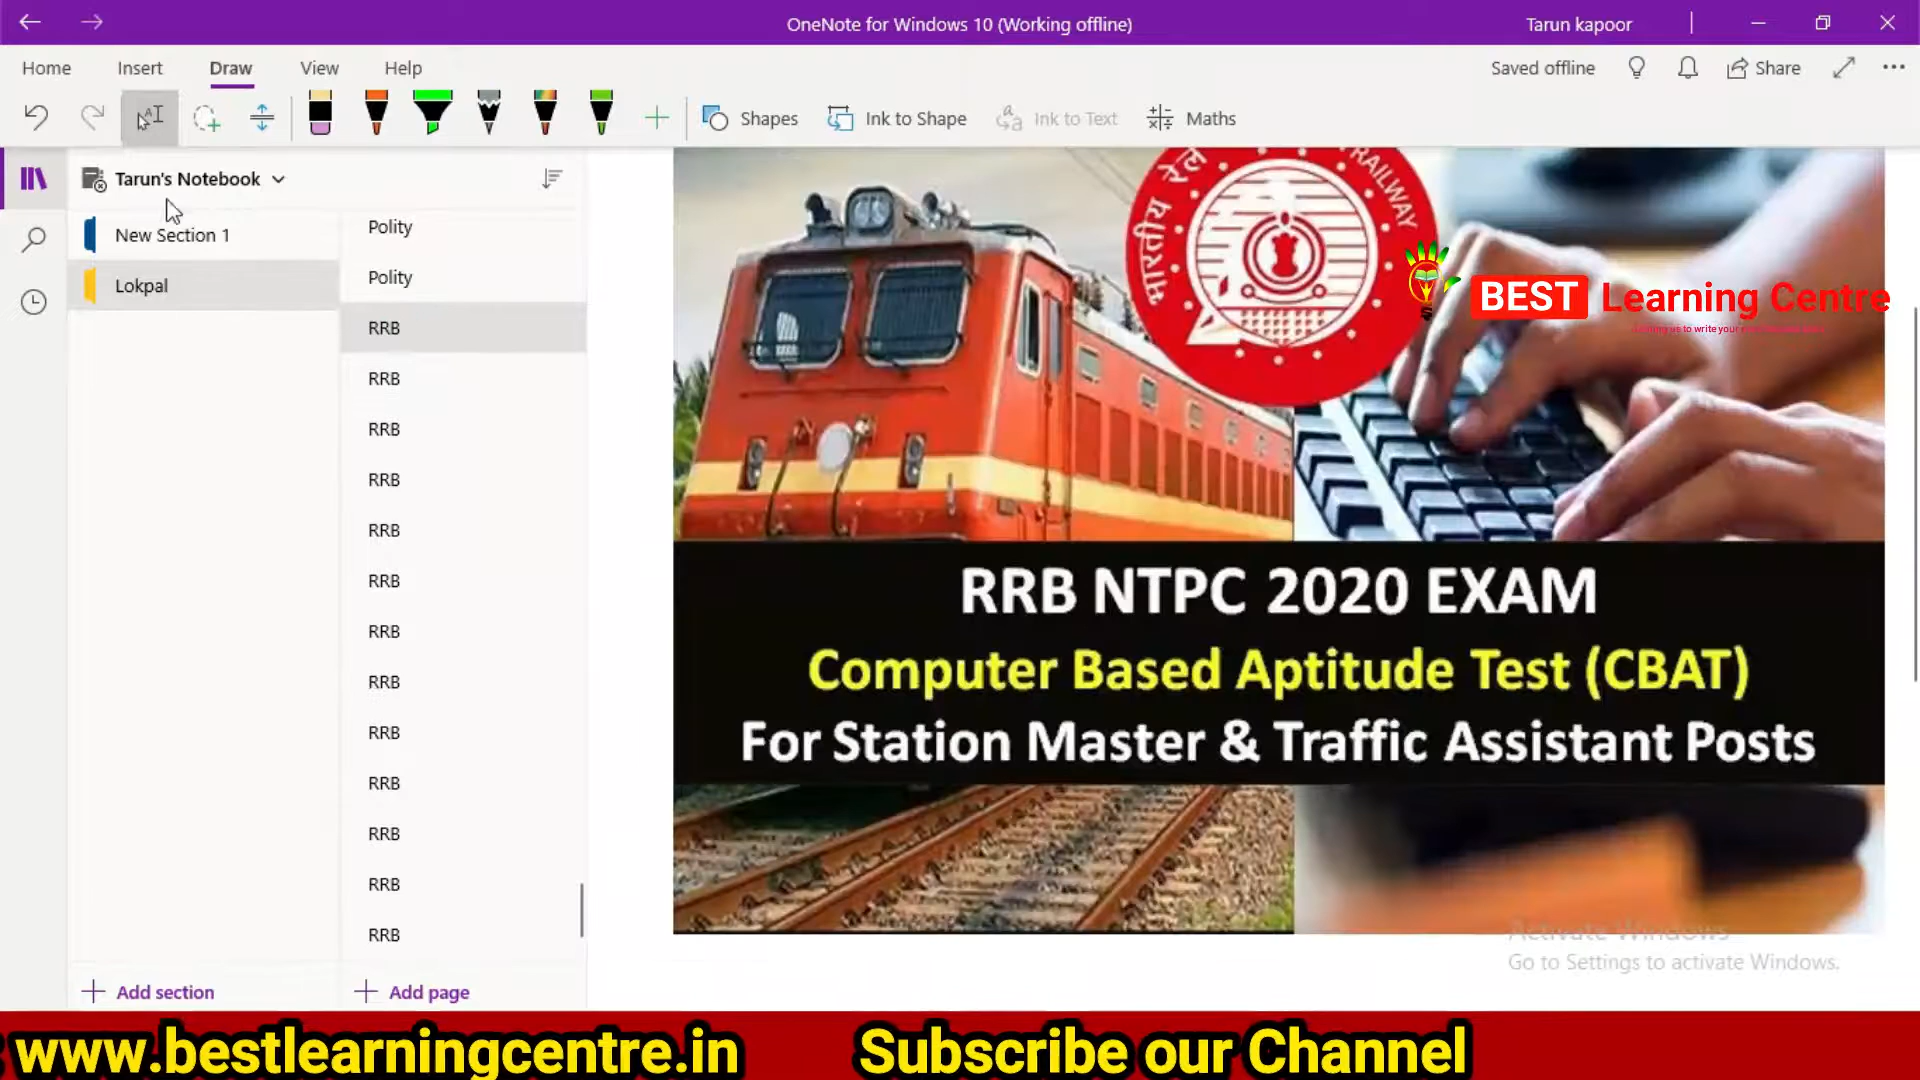 OneNote for Windows 10 (Working offline)
Tarun kapoor
Home Insert Draw View Help
Saved offline
Share
Shapes
Ink to Shape
Ink to Text
Maths
Tarun's Notebook
New Section 1
Lokpal
Polity
Polity
RRB
RRB
RRB
RRB
RRB
RRB
RRB
RRB
RRB
RRB
RRB
RRB
RRB
Add section
Add page
भारतीय रेल
RAILWAY
BEST Learning Centre
RRB NTPC 2020 EXAM
Computer Based Aptitude Test (CBAT)
For Station Master & Traffic Assistant Posts
Activate Windows
Go to Settings to activate Windows.
www.bestlearningcentre.in
Subscribe our Channel